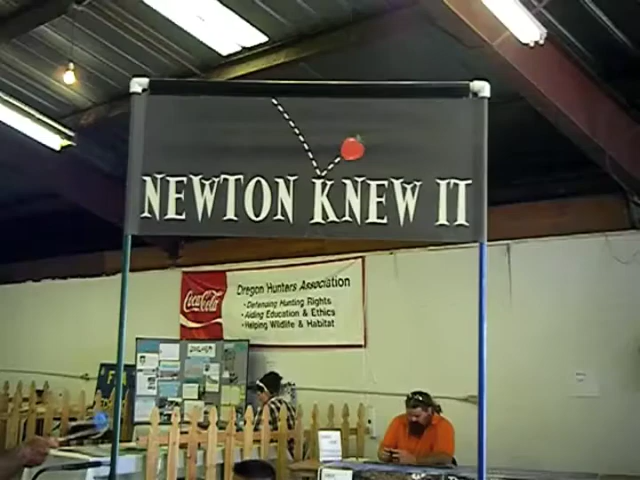 NEWTON KNEW IT
Coca-Cola
Oregon Hunters Association
• Defending Hunting Rights
• Aiding Education & Ethics
• Helping Wildlife & Habitat